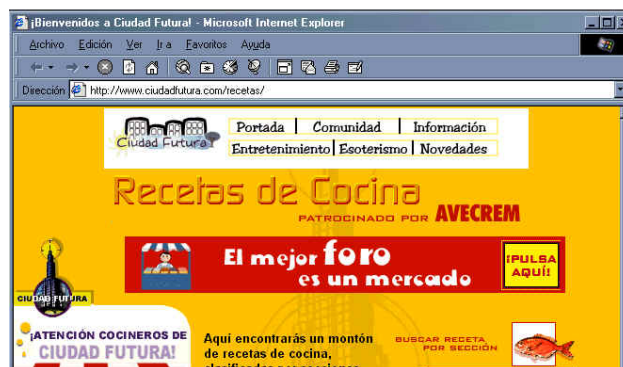 ¡Bienvenidos a Ciudad Futura! - Microsoft Internet Explorer
Archivo Edición Ver Ir a Favoritos Ayuda
Dirección http://www.ciudadfutura.com/recetas/
Ciudad Futura
Portada Comunidad Información
Entretenimiento Esoterismo Novedades
Recetas de Cocina
PATROCINADO POR AVECREM
El mejor foro
es un mercado
¡PULSA
AQUÍ!
CIUDAD FUTURA
¡ATENCIÓN COCINEROS DE
CIUDAD FUTURA!
Aquí encontrarás un montón
de recetas de cocina,
clasificadas por secciones
BUSCAR RECETA
POR SECCIÓN